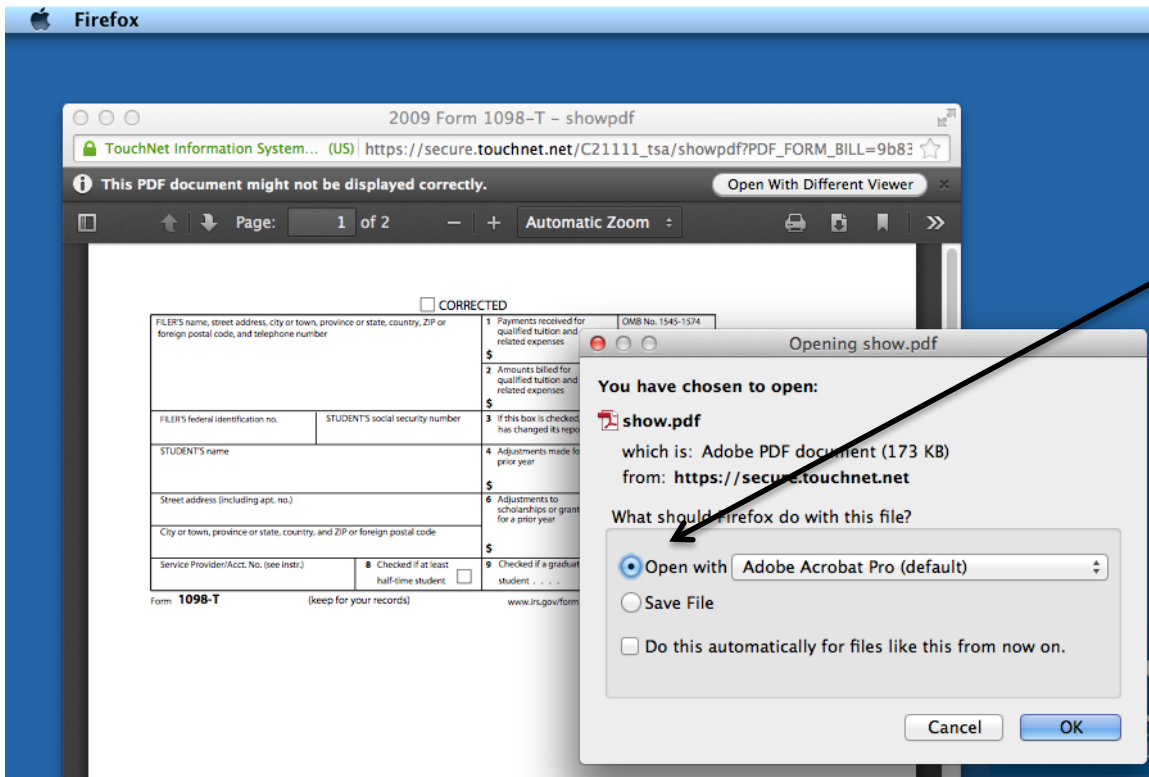 Firefox
2009 Form 1098-T – showpdf
TouchNet Information System... (US) https://secure.touchnet.net/C21111_tsa/showpdf?PDF_FORM_BILL=9b83
This PDF document might not be displayed correctly. Open With Different Viewer
Page: 1 of 2 Automatic Zoom
CORRECTED
FILER'S name, street address, city or town, province or state, country, ZIP or
foreign postal code, and telephone number
1 Payments received for
qualified tuition and
related expenses
$
OMB No. 1545-1574
2 Amounts billed for
qualified tuition and
related expenses
$
FILER'S federal identification no.
STUDENT'S social security number
3 If this box is checked,
has changed its repo
STUDENT'S name
4 Adjustments made fo
prior year
$
Street address (including apt. no.)
6 Adjustments to
scholarships or grant
for a prior year
$
City or town, province or state, country, and ZIP or foreign postal code
Service Provider/Acct. No. (see instr.)
8 Checked if at least
half-time student
9 Checked if a graduat
student . . . .
Form 1098-T (keep for your records) www.irs.gov/form
Opening show.pdf
You have chosen to open:
show.pdf
which is: Adobe PDF document (173 KB)
from: https://secure.touchnet.net
What should Firefox do with this file?
Open with Adobe Acrobat Pro (default)
Save File
Do this automatically for files like this from now on.
Cancel OK